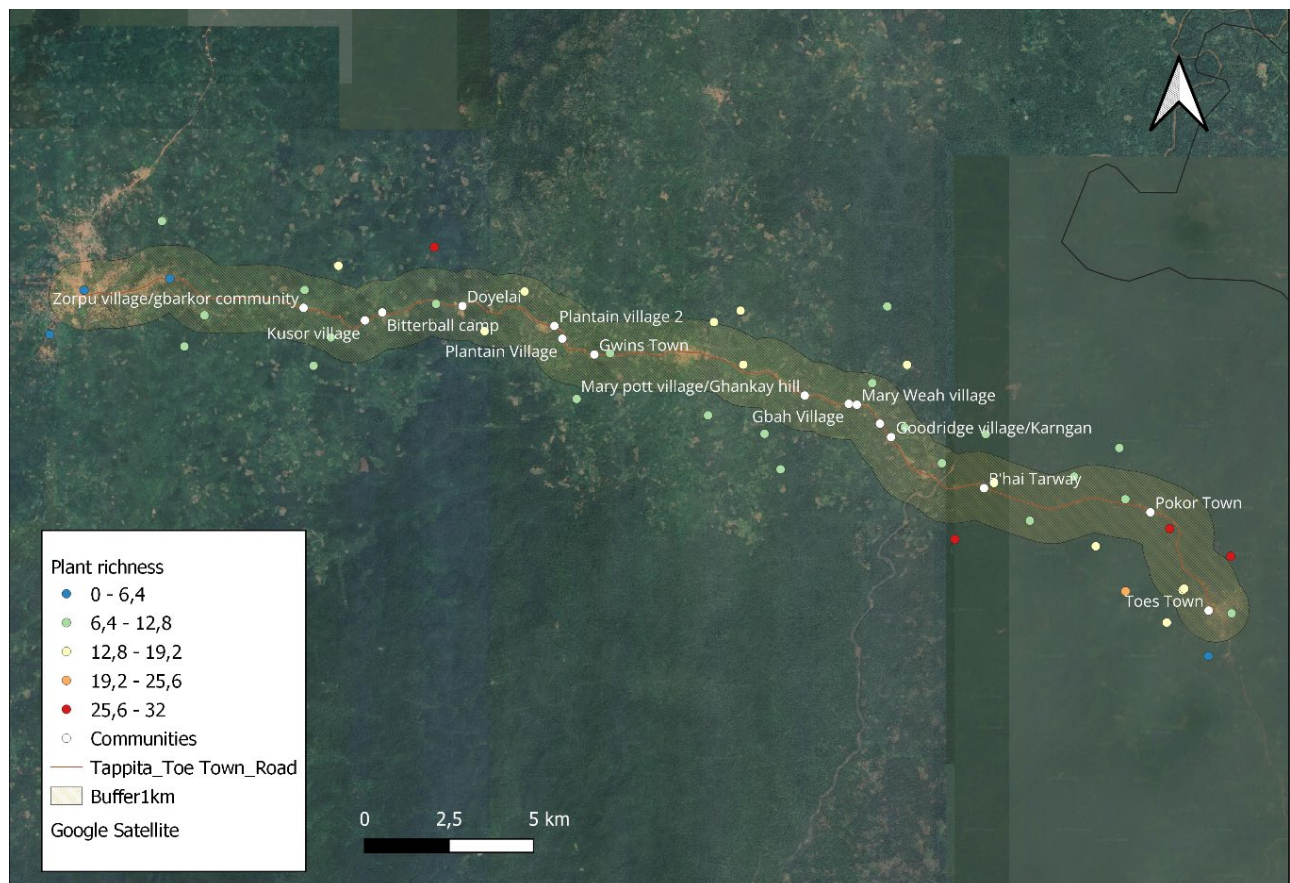 Zorpu village/gbarkor community
Kusor village
Bitterball camp
Doyelai
Plantain village 2
Plantain Village
Gwins Town
Mary pott village/Ghankay hill
Gbah Village
Mary Weah village
Goodridge village/Karngan
B'hai Tarway
Pokor Town
Toes Town
Plant richness
0 - 6,4
6,4 - 12,8
12,8 - 19,2
19,2 - 25,6
25,6 - 32
Communities
Tappita_Toe Town_Road
Buffer1km
Google Satellite
0 2,5 5 km